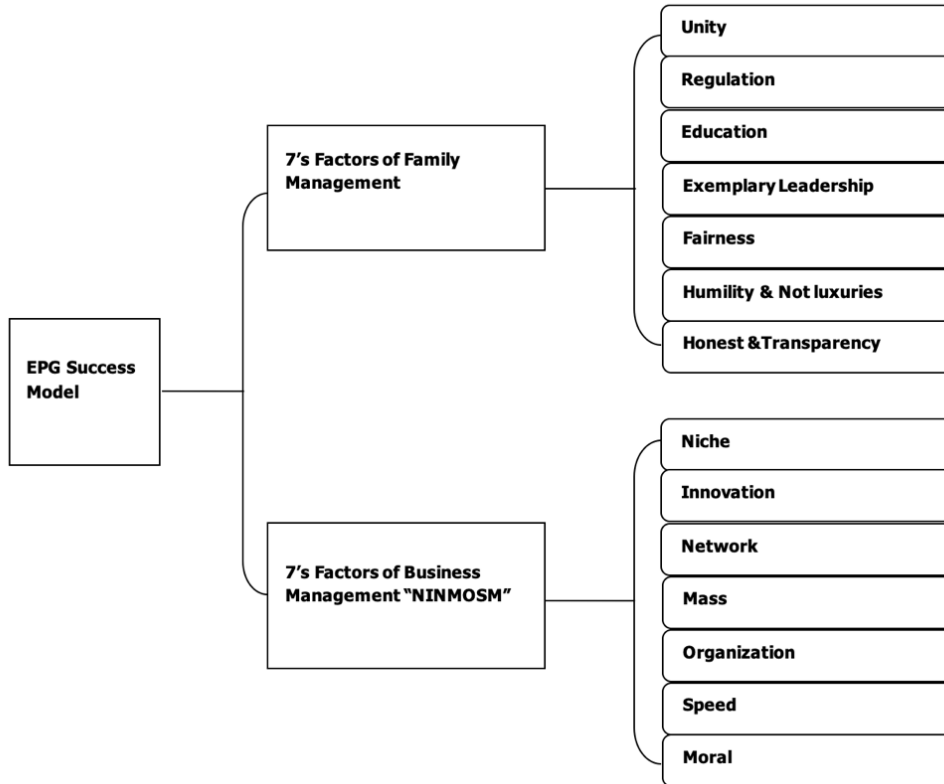 EPG Success
Model
7’s Factors of Family
Management
Unity
Regulation
Education
Exemplary Leadership
Fairness
Humility & Not luxuries
Honest &Transparency
7’s Factors of Business
Management “NINMOSM”
Niche
Innovation
Network
Mass
Organization
Speed
Moral